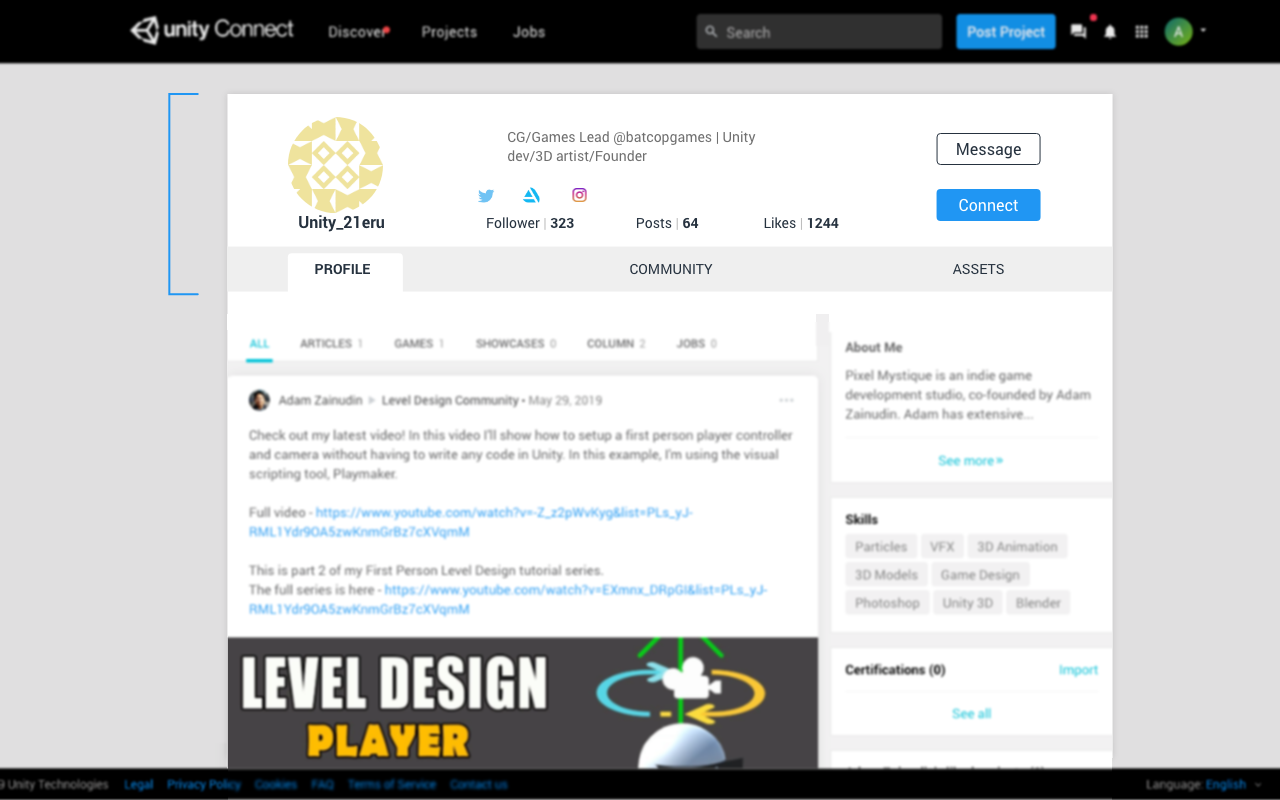 unity Connect
Discover Projects Jobs
Search
Post Project
A
CG/Games Lead @batcopgames | Unity
dev/3D artist/Founder
Message
Connect
Unity_21eru
Follower | 323 Posts | 64 Likes | 1244
PROFILE COMMUNITY ASSETS
ALL ARTICLES 1 GAMES 1 SHOWCASES 0 COLUMN 2 JOBS 0
Adam Zainudin Level Design Community • May 29, 2019
Check out my latest video! In this video I'll show how to setup a first person player controller
and camera without having to write any code in Unity. In this example, I'm using the visual
scripting tool, Playmaker.
Full video - https://www.youtube.com/watch?v=-Z_z2pWvKyg&list=PLs_yJ-
RML1Ydr9OA5zwKnmGrBz7cXVqmM
This is part 2 of my First Person Level Design tutorial series.
The full series is here - https://www.youtube.com/watch?v=EXmnx_DRpGI&list=PLs_yJ-
RML1Ydr9OA5zwKnmGrBz7cXVqmM
LEVEL DESIGN
PLAYER
About Me
Pixel Mystique is an indie game
development studio, co-founded by Adam
Zainudin. Adam has extensive...
See more »
Skills
Particles VFX 3D Animation
3D Models Game Design
Photoshop Unity 3D Blender
Certifications (0) Import
See all
9 Unity Technologies Legal Privacy Policy Cookies FAQ Terms of Service Contact us
Language: English